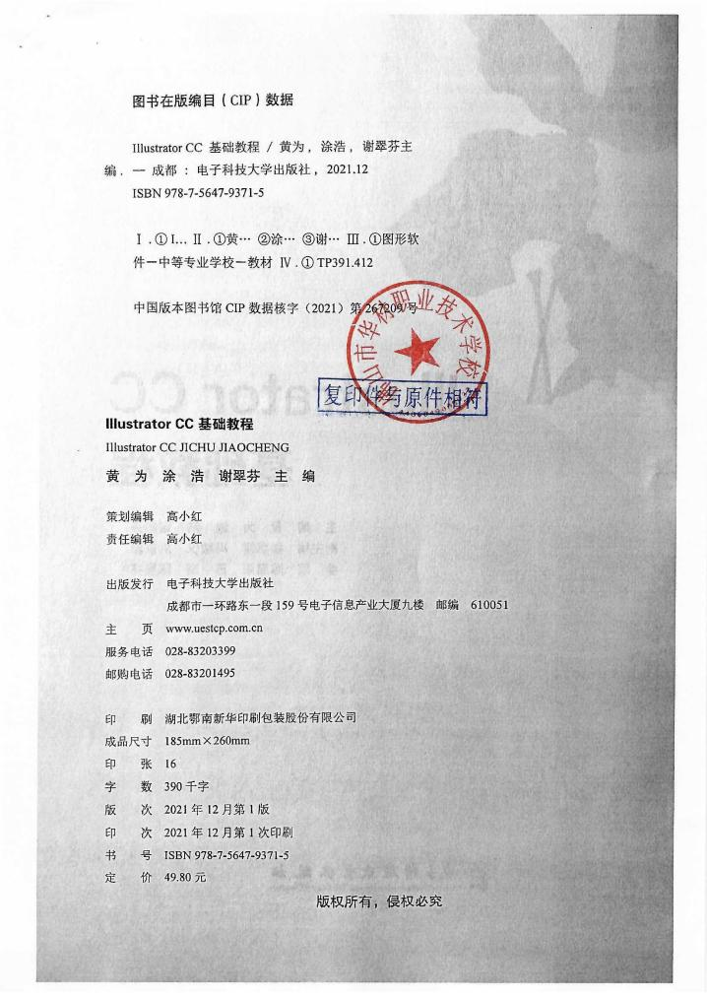 图书在版编目（CIP）数据
Illustrator CC 基础教程 / 黄为，涂浩，谢翠芬主
编. — 成都：电子科技大学出版社，2021.12
ISBN 978-7-5647-9371-5
Ⅰ.①I… Ⅱ.①黄… ②涂… ③谢… Ⅲ.①图形软
件－中等专业学校－教材 Ⅳ.①TP391.412
中国版本图书馆 CIP 数据核字（2021）第 267209 号
山市华材职业技术学校
复印件与原件相符
Illustrator CC 基础教程
Illustrator CC JICHU JIAOCHENG
黄 为 涂 浩 谢翠芬 主 编
策划编辑 高小红
责任编辑 高小红
出版发行 电子科技大学出版社
成都市一环路东一段 159 号电子信息产业大厦九楼 邮编 610051
主 页 www.uestcp.com.cn
服务电话 028-83203399
邮购电话 028-83201495
印 刷 湖北鄂南新华印刷包装股份有限公司
成品尺寸 185mm×260mm
印 张 16
字 数 390 千字
版 次 2021 年 12 月第 1 版
印 次 2021 年 12 月第 1 次印刷
书 号 ISBN 978-7-5647-9371-5
定 价 49.80 元
版权所有，侵权必究